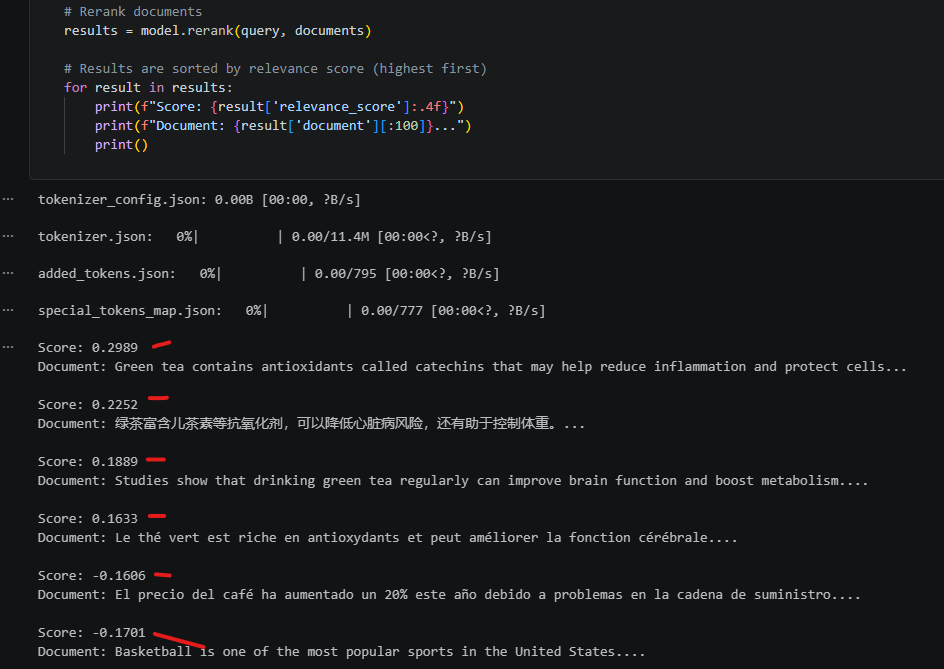 # Rerank documents
results = model.rerank(query, documents)
# Results are sorted by relevance score (highest first)
for result in results:
print(f"Score: {result['relevance_score']:.4f}")
print(f"Document: {result['document'][:100]}...")
print()
... tokenizer_config.json: 0.00B [00:00, ?B/s]
... tokenizer.json:   0%|          | 0.00/11.4M [00:00<?, ?B/s]
... added_tokens.json:   0%|          | 0.00/795 [00:00<?, ?B/s]
... special_tokens_map.json:   0%|          | 0.00/777 [00:00<?, ?B/s]
... Score: 0.2989
Document: Green tea contains antioxidants called catechins that may help reduce inflammation and protect cells...
Score: 0.2252
Document: 绿茶富含儿茶素等抗氧化剂，可以降低心脏病风险，还有助于控制体重。...
Score: 0.1889
Document: Studies show that drinking green tea regularly can improve brain function and boost metabolism....
Score: 0.1633
Document: Le thé vert est riche en antioxydants et peut améliorer la fonction cérébrale....
Score: -0.1606
Document: El precio del café ha aumentado un 20% este año debido a problemas en la cadena de suministro....
Score: -0.1701
Document: Basketball is one of the most popular sports in the United States....